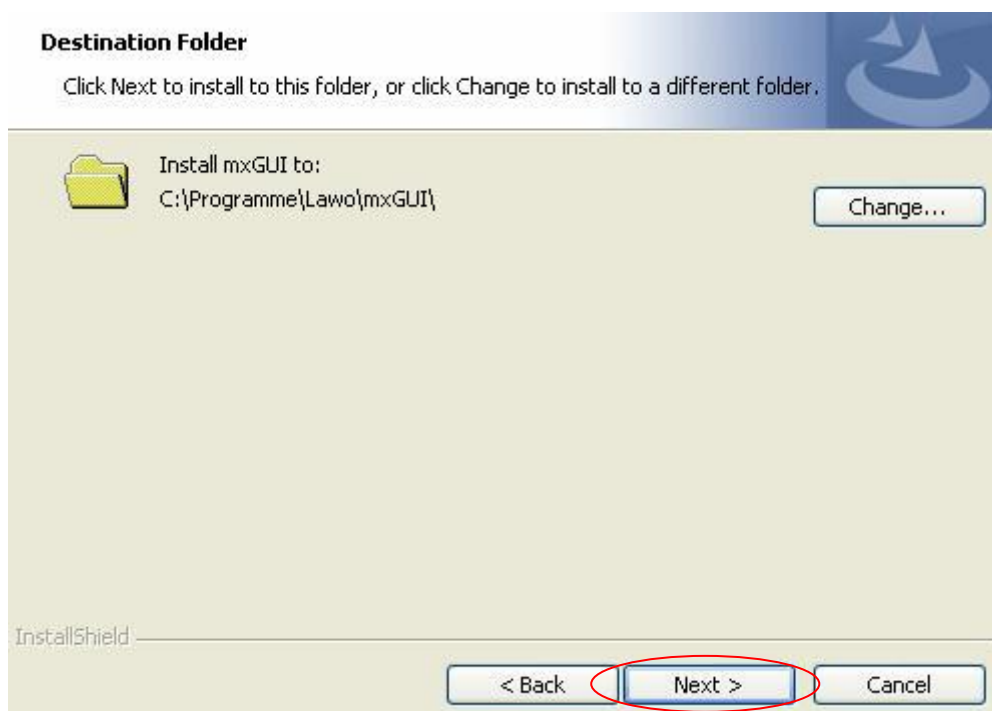 Destination Folder
Click Next to install to this folder, or click Change to install to a different folder.
Install mxGUI to:
C:\Programme\Lawo\mxGUI\
Change...
InstallShield
< Back
Next >
Cancel